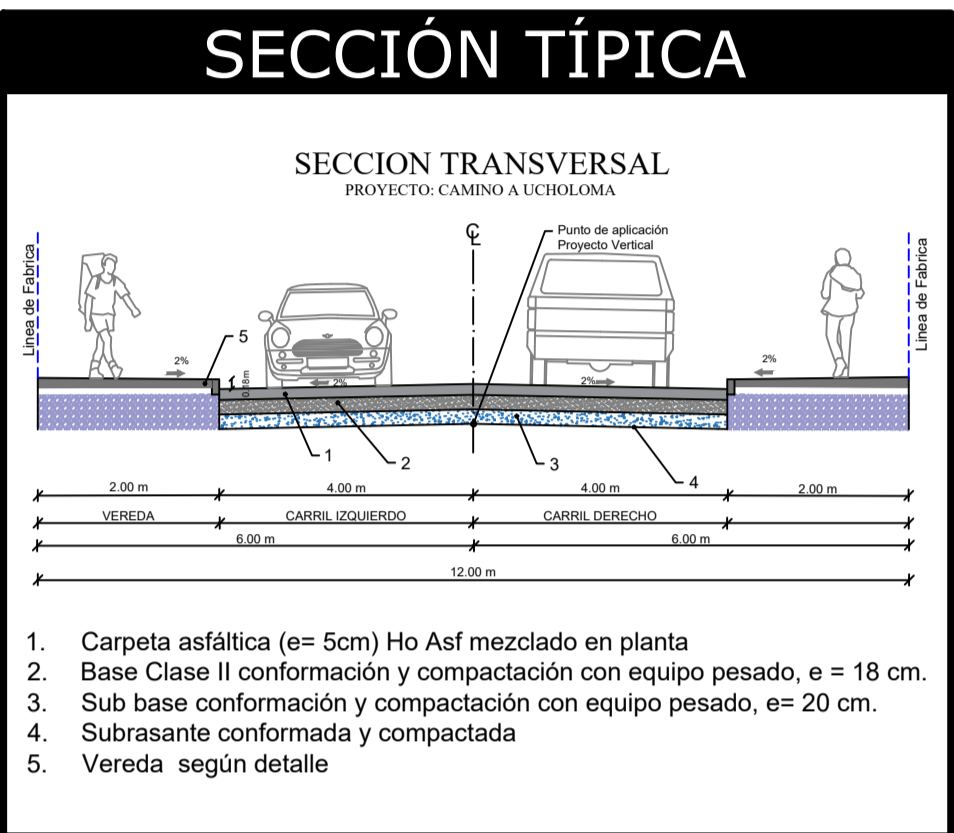 SECCIÓN TÍPICA
SECCION TRANSVERSAL
PROYECTO: CAMINO A UCHOLOMA
Linea de Fabrica
℄
Punto de aplicación
Proyecto Vertical
Linea de Fabrica
5
2%
0.18m
2%
2%
2%
1
2
3
4
2.00 m
4.00 m
4.00 m
2.00 m
VEREDA
CARRIL IZQUIERDO
CARRIL DERECHO
6.00 m
6.00 m
12.00 m
1. Carpeta asfáltica (e= 5cm) Ho Asf mezclado en planta
2. Base Clase II conformación y compactación con equipo pesado, e = 18 cm.
3. Sub base conformación y compactación con equipo pesado, e= 20 cm.
4. Subrasante conformada y compactada
5. Vereda según detalle